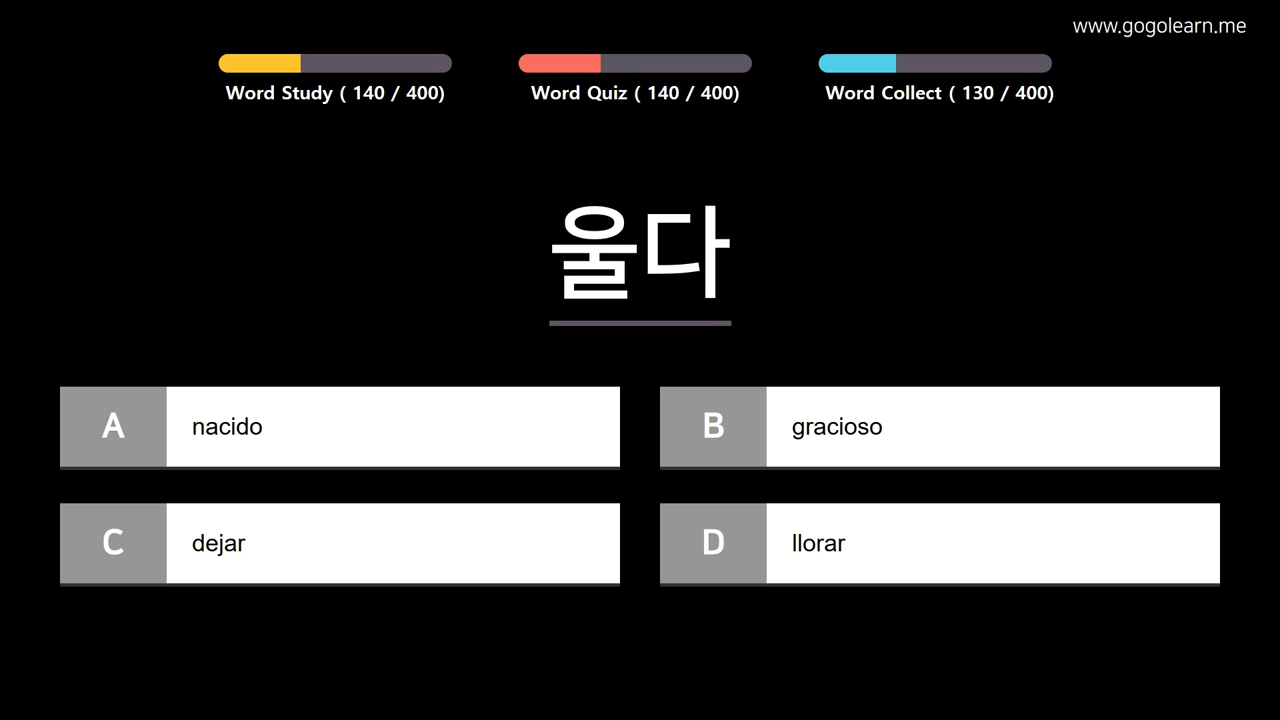 www.gogolearn.me
Word Study ( 140 / 400)
Word Quiz ( 140 / 400)
Word Collect ( 130 / 400)
울다
A nacido
B gracioso
C dejar
D llorar